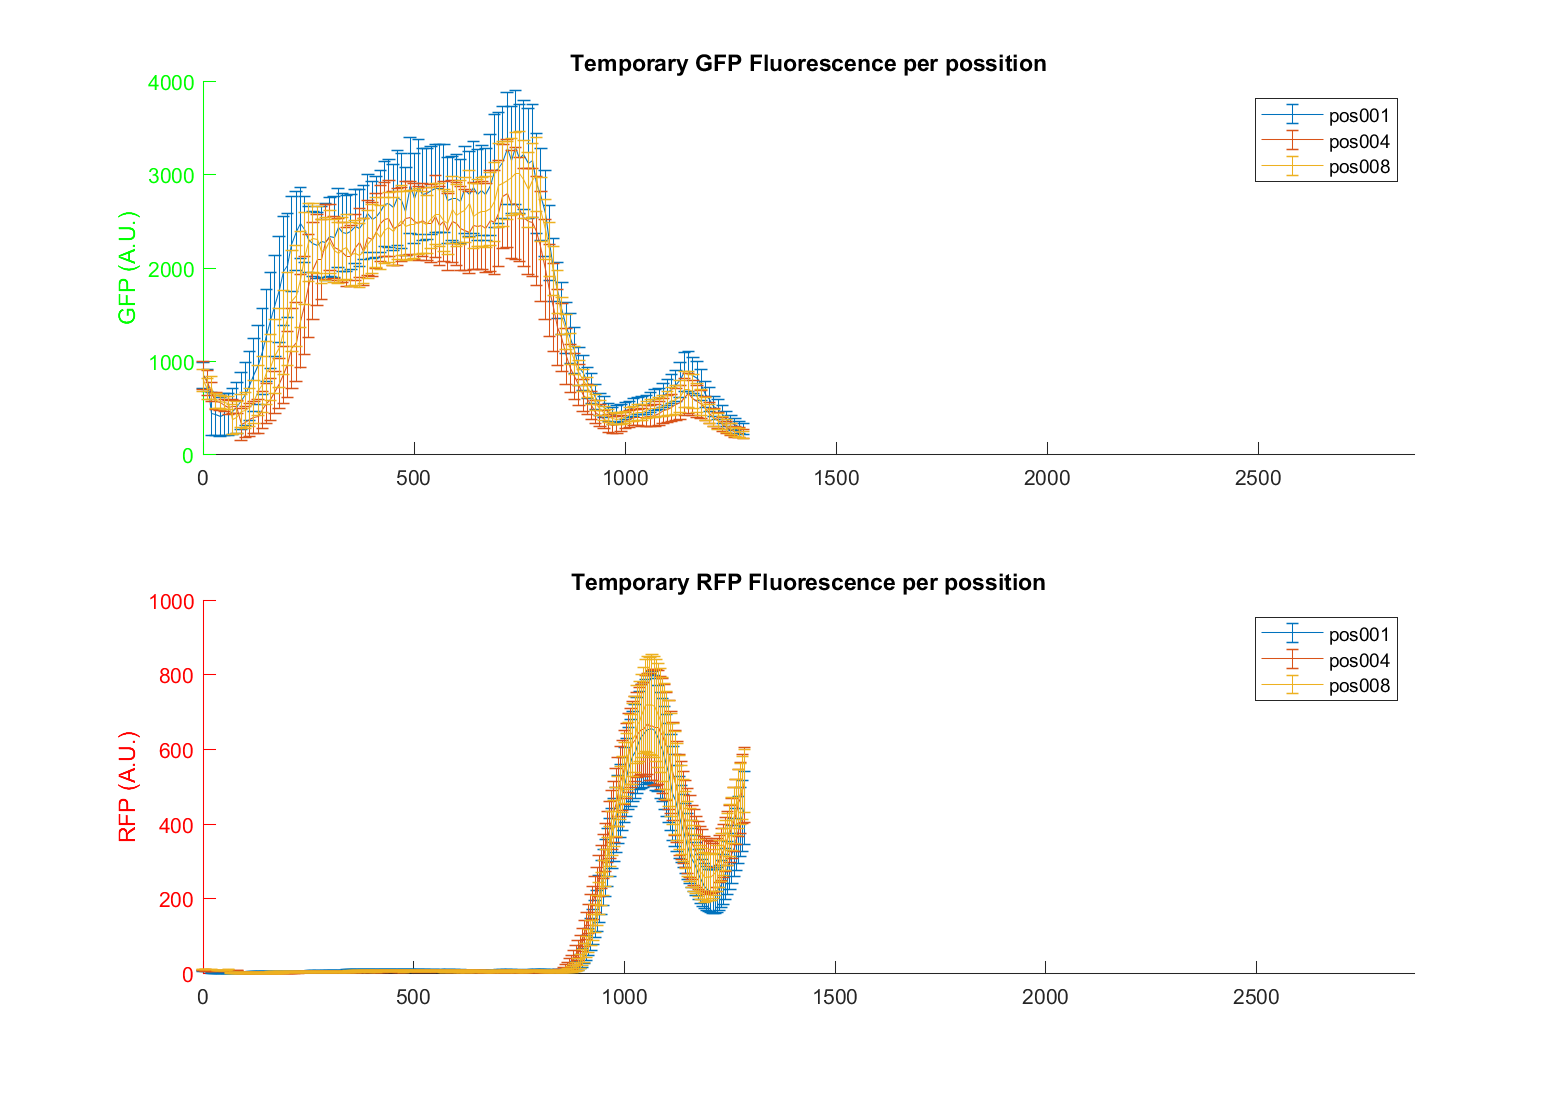 Temporary GFP Fluorescence per possition
4000
3000
2000
1000
0
GFP (A.U.)
0 500 1000 1500 2000 2500
pos001
pos004
pos008
Temporary RFP Fluorescence per possition
1000
800
600
400
200
0
RFP (A.U.)
0 500 1000 1500 2000 2500
pos001
pos004
pos008